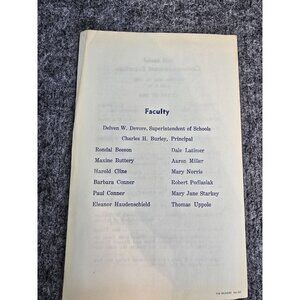 Faculty
Delven W. Devore, Superintendent of Schools
Charles H. Burley, Principal
Rondal Beeson Dale Latimer
Maxine Buttery Aaron Miller
Harold Cline Mary Norris
Barbara Conner Robert Podlasiak
Paul Conner Mary Jane Starkey
Eleanor Haudenschield Thomas Uppole